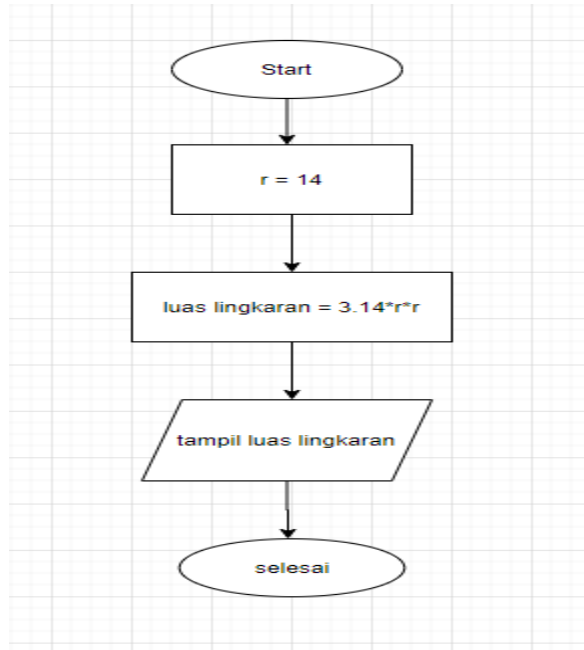 Start
r = 14
luas lingkaran = 3.14*r*r
tampil luas lingkaran
selesai